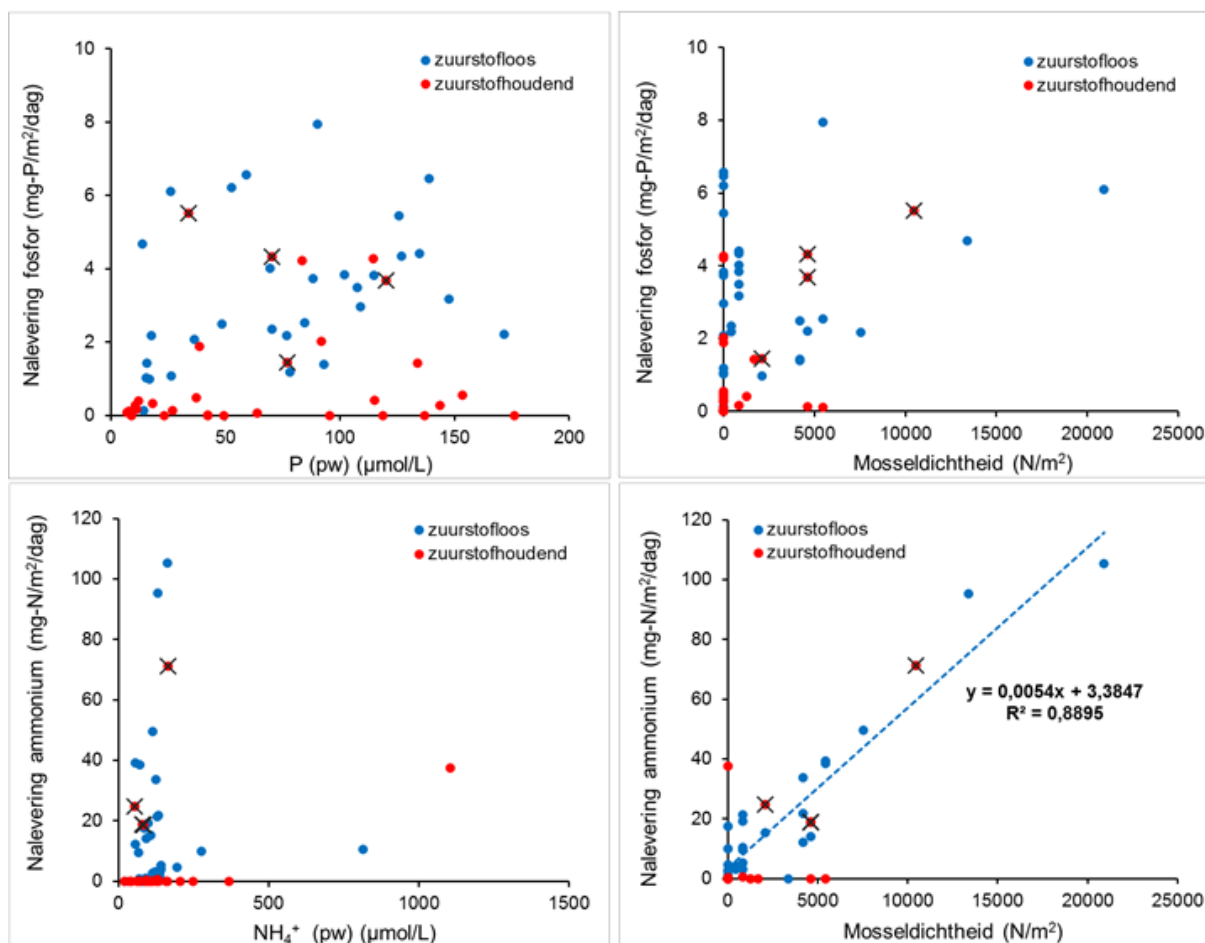 10
8
6
4
2
0
Nalevering fosfor (mg-P/m²/dag)
zuurstofloos
zuurstofhoudend
0 50 100 150 200
P (pw) (µmol/L)
10
8
6
4
2
0
Nalevering fosfor (mg-P/m²/dag)
zuurstofloos
zuurstofhoudend
0 5000 10000 15000 20000 25000
Mosseldichtheid (N/m²)
120
100
80
60
40
20
0
Nalevering ammonium (mg-N/m²/dag)
zuurstofloos
zuurstofhoudend
0 500 1000 1500
NH₄⁺ (pw) (µmol/L)
120
100
80
60
40
20
0
Nalevering ammonium (mg-N/m²/dag)
zuurstofloos
zuurstofhoudend
y = 0,0054x + 3,3847
R² = 0,8895
0 5000 10000 15000 20000 25000
Mosseldichtheid (N/m²)